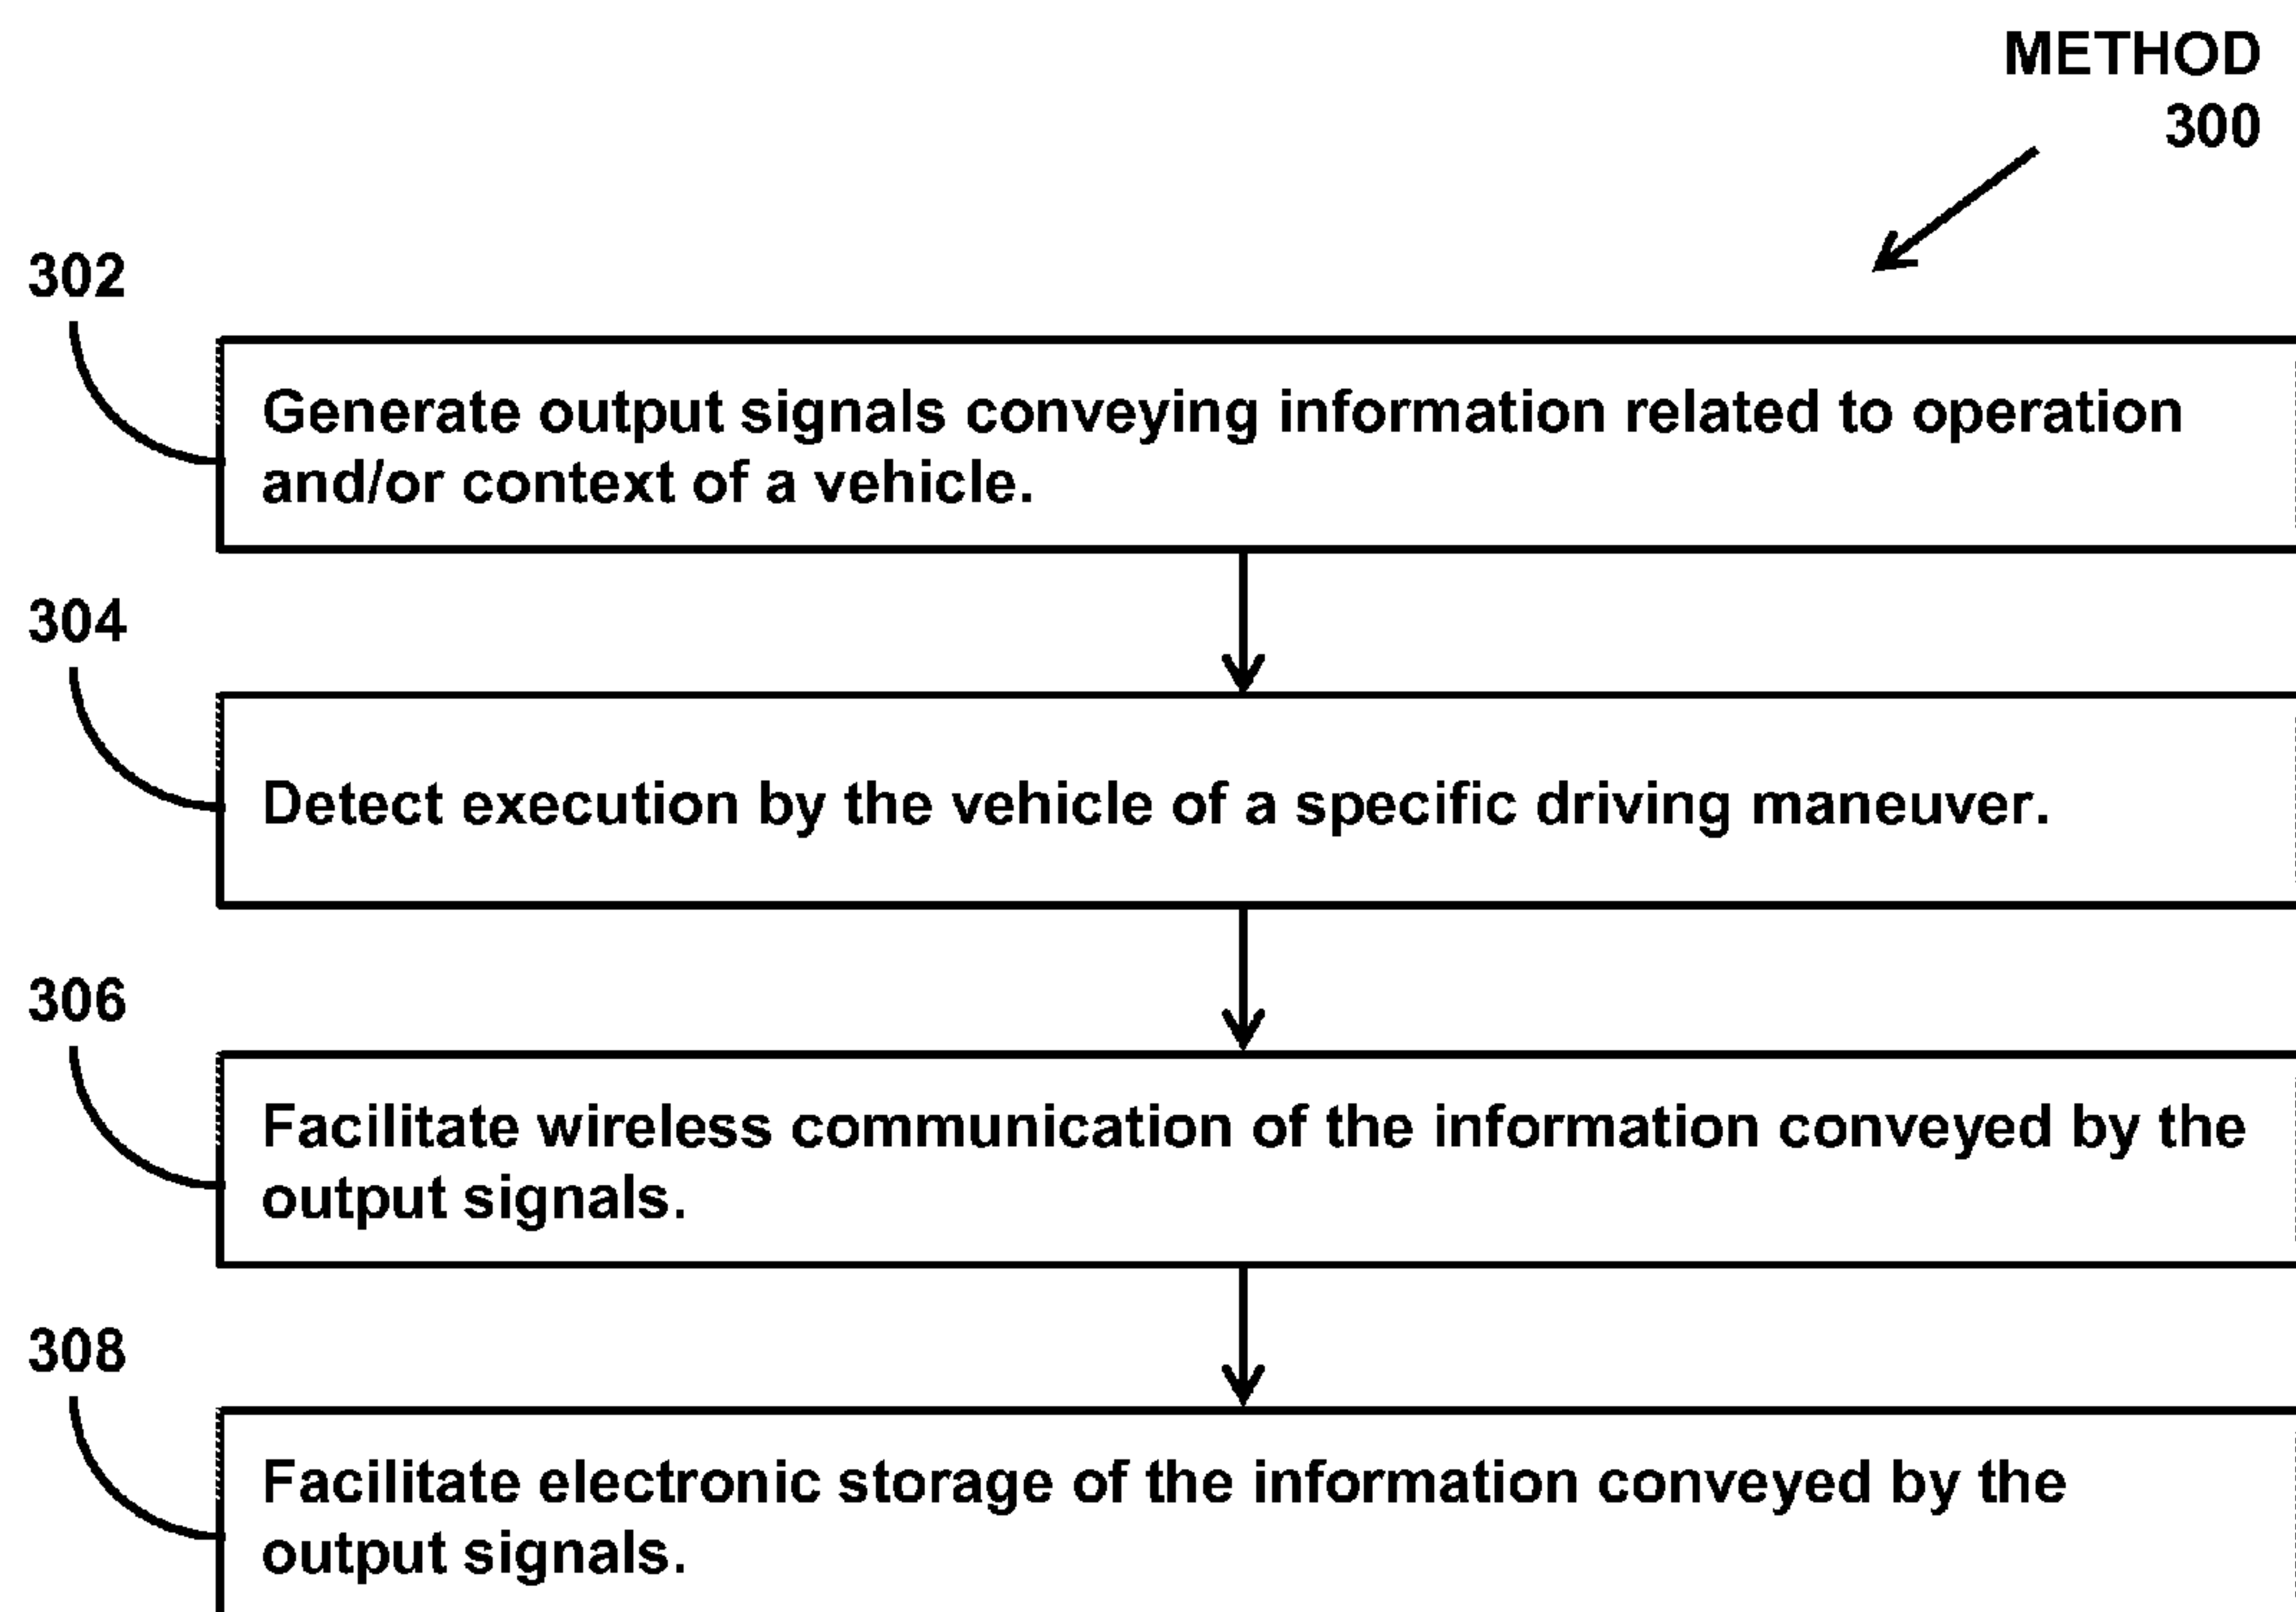 METHOD
300
302
Generate output signals conveying information related to operation
and/or context of a vehicle.
304
Detect execution by the vehicle of a specific driving maneuver.
306
Facilitate wireless communication of the information conveyed by the
output signals.
308
Facilitate electronic storage of the information conveyed by the
output signals.